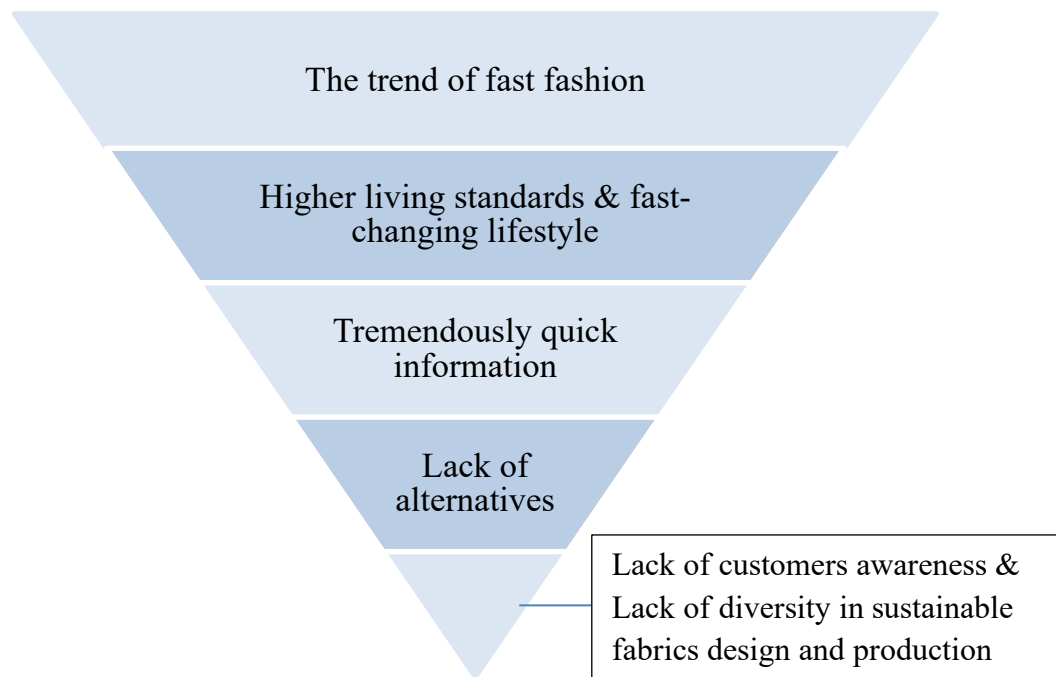 The trend of fast fashion
Higher living standards & fast-
changing lifestyle
Tremendously quick
information
Lack of
alternatives
Lack of customers awareness &
Lack of diversity in sustainable
fabrics design and production